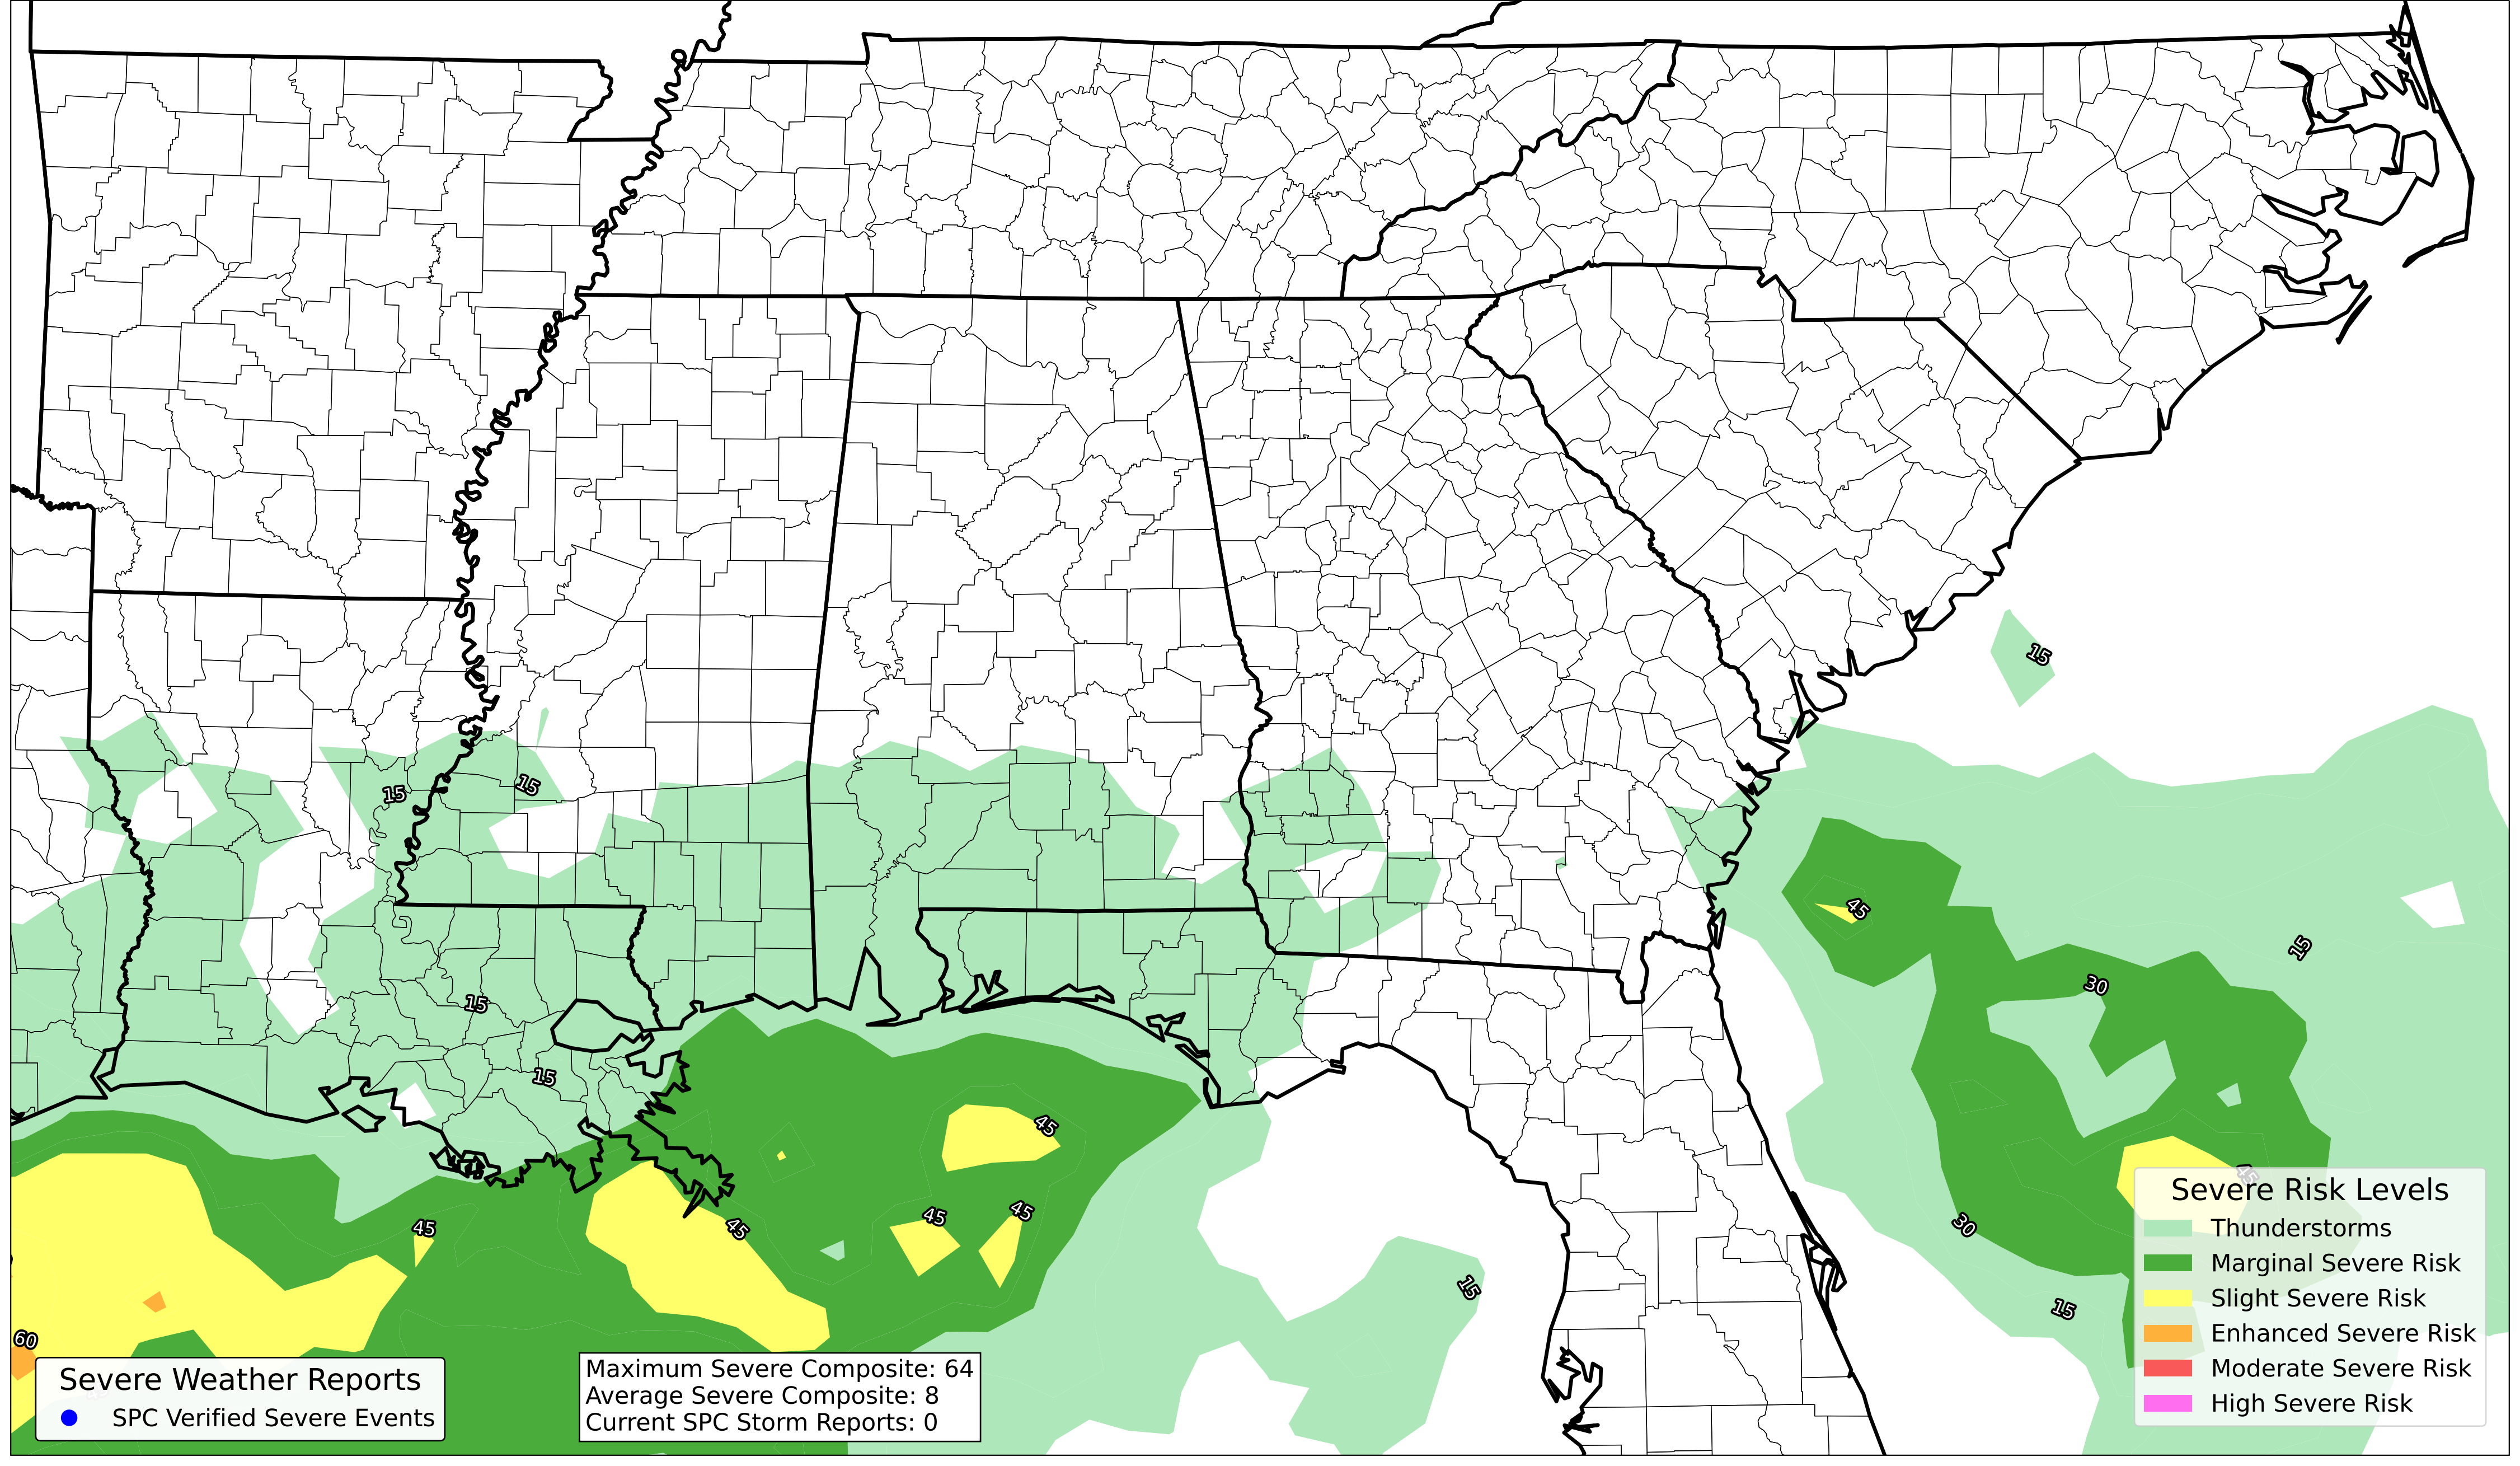 15
15
15
45
15
30
15
15
45
45
45
30
45
45
45
15
15
60
Severe Weather Reports
SPC Verified Severe Events
Maximum Severe Composite: 64
Average Severe Composite: 8
Current SPC Storm Reports: 0
Severe Risk Levels
Thunderstorms
Marginal Severe Risk
Slight Severe Risk
Enhanced Severe Risk
Moderate Severe Risk
High Severe Risk